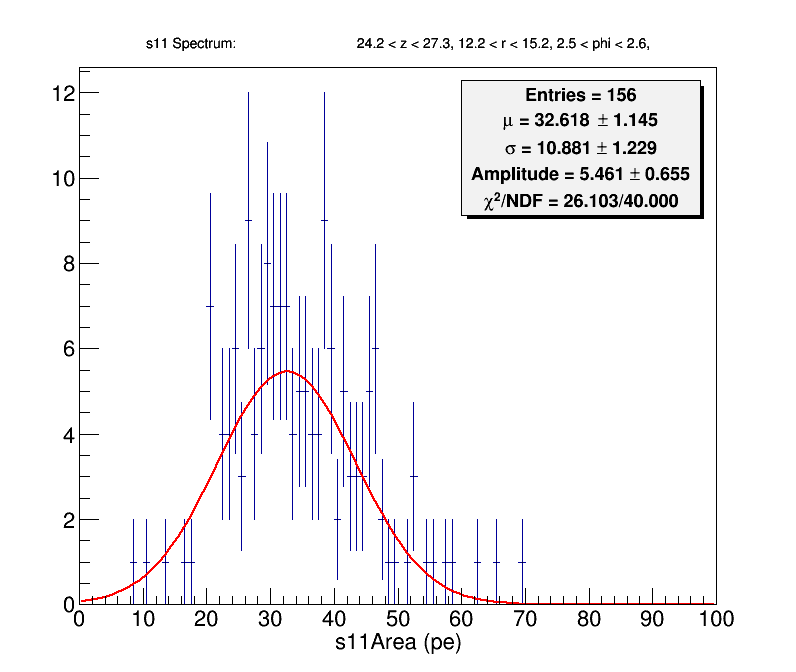 s11 Spectrum: 24.2 < z < 27.3, 12.2 < r < 15.2, 2.5 < phi < 2.6,
Entries = 156
μ = 32.618 ± 1.145
σ = 10.881 ± 1.229
Amplitude = 5.461 ± 0.655
χ²/NDF = 26.103/40.000
12
10
8
6
4
2
0
0 10 20 30 40 50 60 70 80 90 100
s11Area (pe)